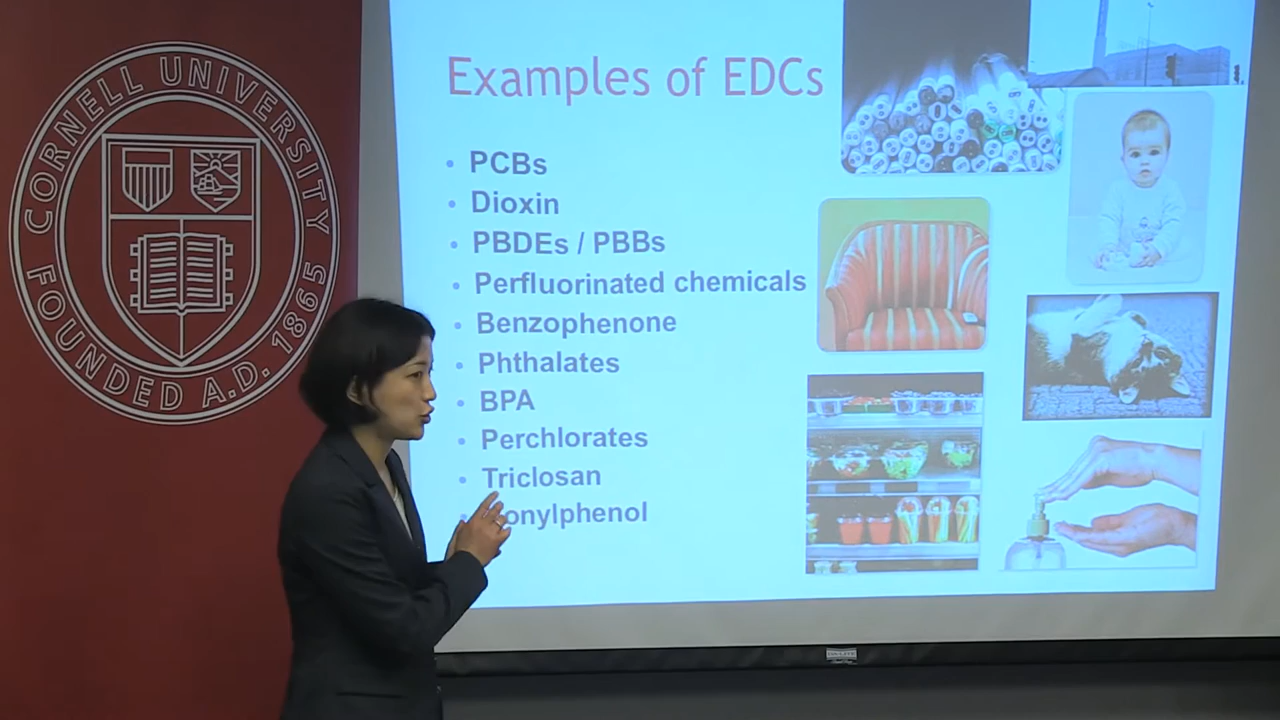 CORNELL UNIVERSITY
FOUNDED A.D. 1865
Examples of EDCs
• PCBs
• Dioxin
• PBDEs / PBBs
• Perfluorinated chemicals
• Benzophenone
• Phthalates
• BPA
• Perchlorates
• Triclosan
onylphenol